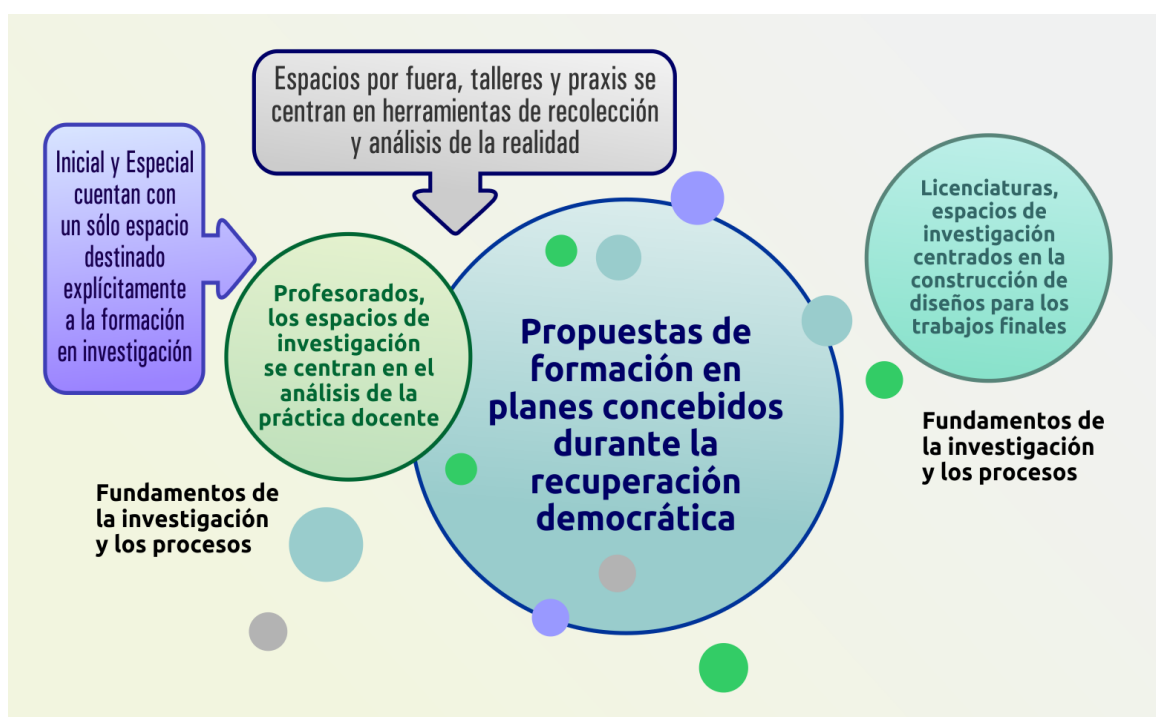 Espacios por fuera, talleres y praxis se
centran en herramientas de recolección
y análisis de la realidad
Inicial y Especial
cuentan con
un sólo espacio
destinado
explícitamente
a la formación
en investigación
Profesorados,
los espacios de
investigación
se centran en el
análisis de la
práctica docente
Propuestas de
formación en
planes concebidos
durante la
recuperación
democrática
Licenciaturas,
espacios de
investigación
centrados en la
construcción de
diseños para los
trabajos finales
Fundamentos de
la investigación
y los procesos
Fundamentos de
la investigación
y los procesos